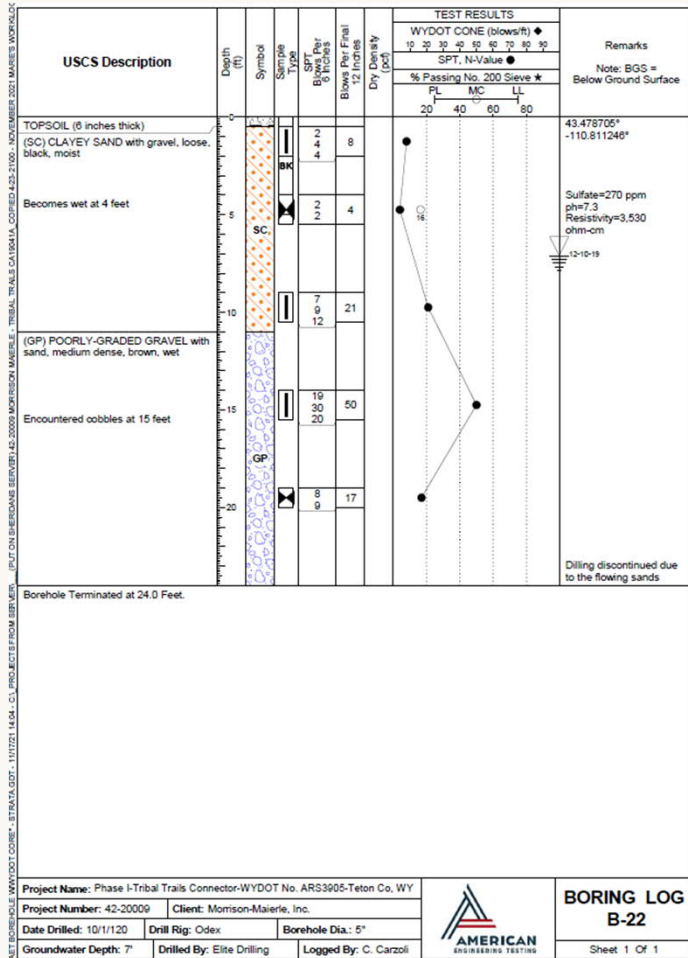 TEST RESULTS
WYDOT CONE (blows/ft) ◆
10 20 30 40 50 60 70 80 90
SPT, N-Value ●
% Passing No. 200 Sieve ★
PL MC LL
20 40 60 80
USCS Description
Depth (ft)
Symbol
Sample Type
SPT Blows Per 6 Inches
Blows Per Final 12 Inches
Dry Density (pcf)
Remarks
Note: BGS =
Below Ground Surface
0
TOPSOIL (6 inches thick)
(SC) CLAYEY SAND with gravel, loose,
black, moist
2
4
4
8
BK
43.478705°
-110.811246°
Becomes wet at 4 feet
5
SC
2
2
4
16
Sulfate=270 ppm
ph=7.3
Resistivity=3,530
ohm-cm
12-10-19
10
7
9
12
21
(GP) POORLY-GRADED GRAVEL with
sand, medium dense, brown, wet
Encountered cobbles at 15 feet
15
19
30
20
50
GP
20
8
9
17
Dilling discontinued due
to the flowing sands
Borehole Terminated at 24.0 Feet.
Project Name: Phase I-Tribal Trails Connector-WYDOT No. ARS3905-Teton Co, WY
Project Number: 42-20009 Client: Morrison-Maierle, Inc.
Date Drilled: 10/1/120 Drill Rig: Odex Borehole Dia.: 5"
Groundwater Depth: 7' Drilled By: Elite Drilling Logged By: C. Carzoli
AMERICAN
ENGINEERING TESTING
BORING LOG
B-22
Sheet 1 Of 1